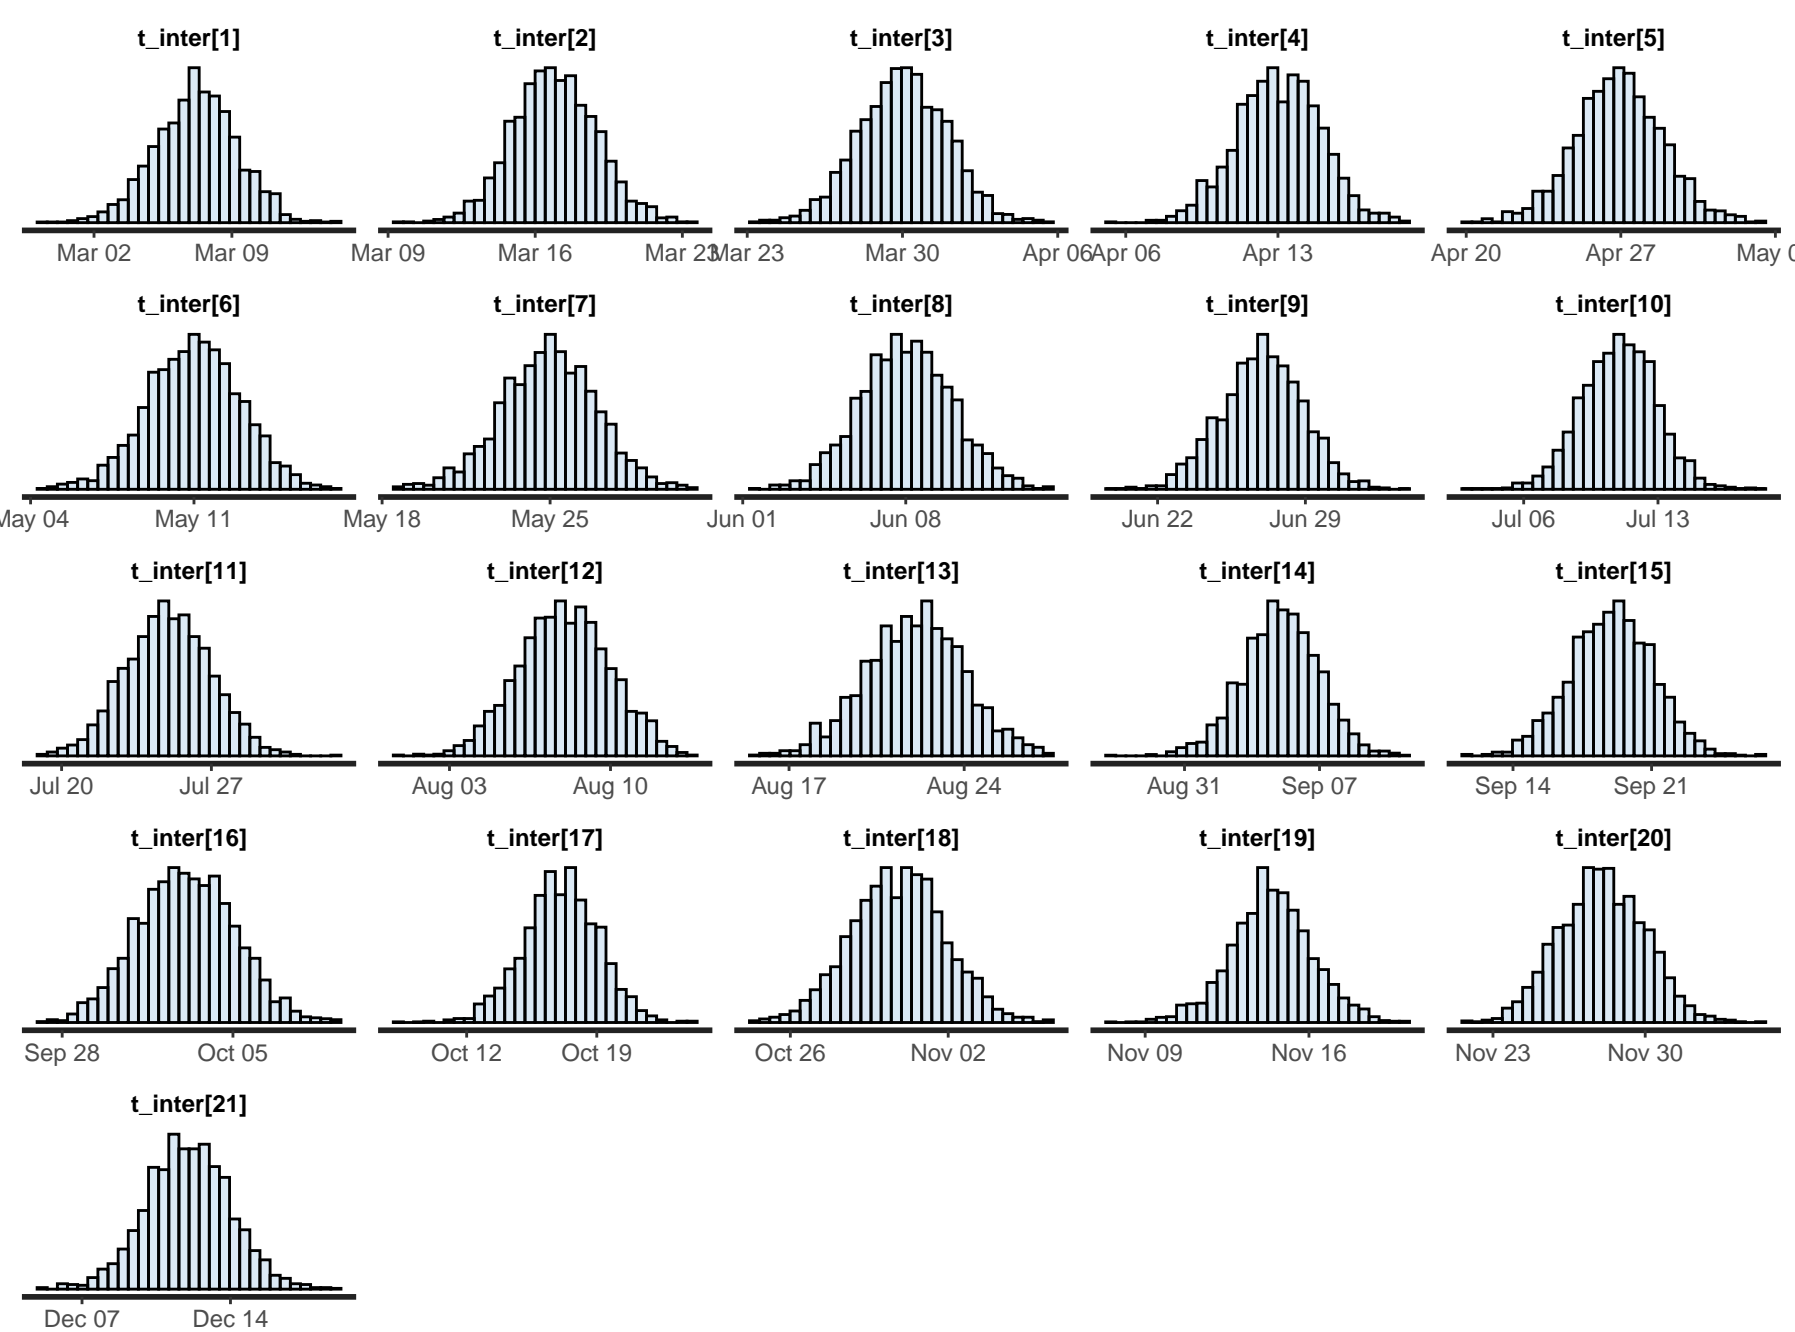 t_inter[1] t_inter[2] t_inter[3] t_inter[4] t_inter[5]
Mar 02 Mar 09 Mar 09 Mar 16 Mar 23 Mar 23 Mar 30 Apr 06 Apr 06 Apr 13 Apr 20 Apr 27 May 0
t_inter[6] t_inter[7] t_inter[8] t_inter[9] t_inter[10]
May 04 May 11 May 18 May 25 Jun 01 Jun 08 Jun 22 Jun 29 Jul 06 Jul 13
t_inter[11] t_inter[12] t_inter[13] t_inter[14] t_inter[15]
Jul 20 Jul 27 Aug 03 Aug 10 Aug 17 Aug 24 Aug 31 Sep 07 Sep 14 Sep 21
t_inter[16] t_inter[17] t_inter[18] t_inter[19] t_inter[20]
Sep 28 Oct 05 Oct 12 Oct 19 Oct 26 Nov 02 Nov 09 Nov 16 Nov 23 Nov 30
t_inter[21]
Dec 07 Dec 14